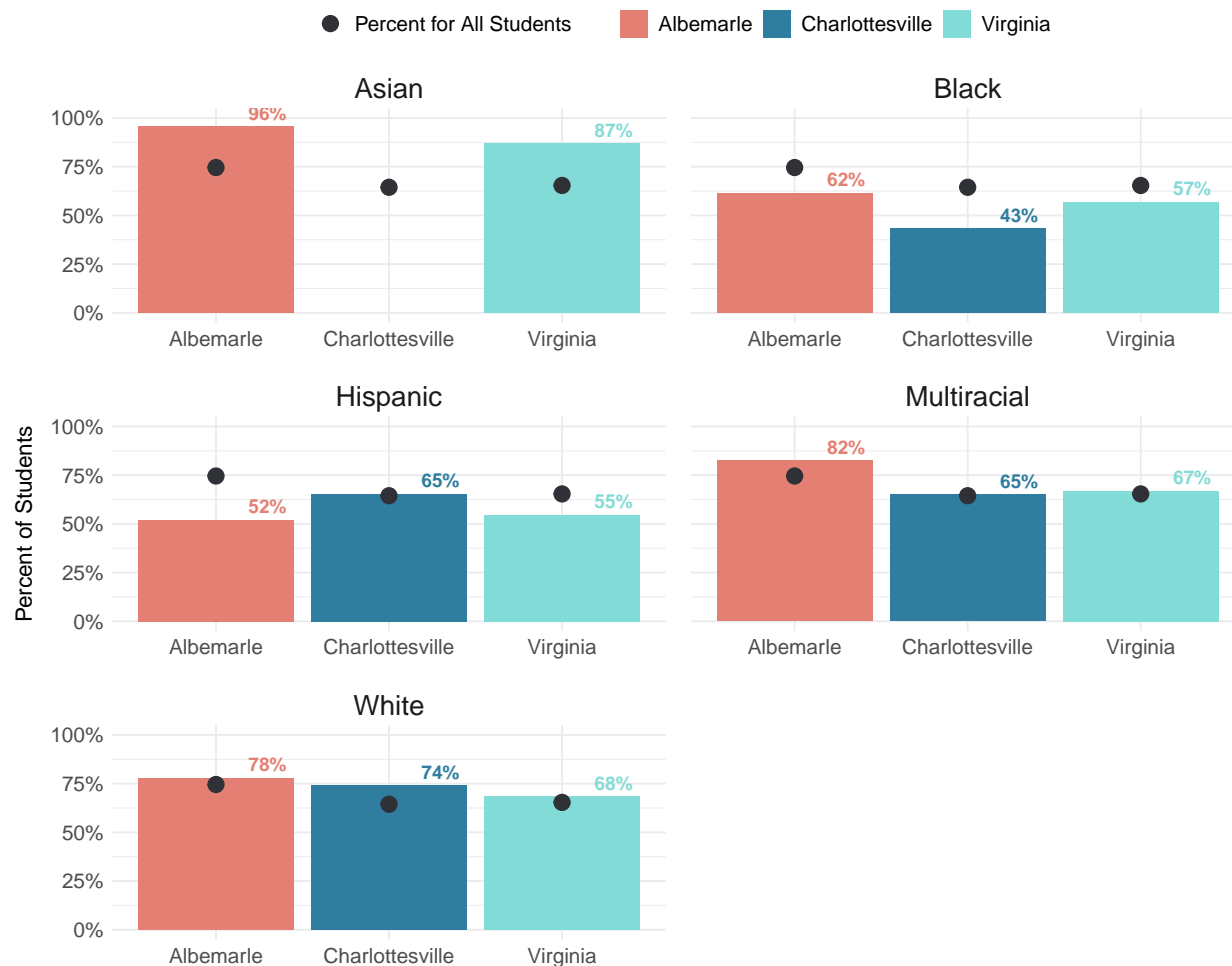 Percent for All Students Albemarle Charlottesville Virginia
Asian
Black
100%
75%
50%
25%
0%
96%
87%
62%
43%
57%
Albemarle Charlottesville Virginia
Albemarle Charlottesville Virginia
Hispanic
Multiracial
Percent of Students
100%
75%
50%
25%
0%
52%
65%
55%
82%
65%
67%
Albemarle Charlottesville Virginia
Albemarle Charlottesville Virginia
White
100%
75%
50%
25%
0%
78%
74%
68%
Albemarle Charlottesville Virginia